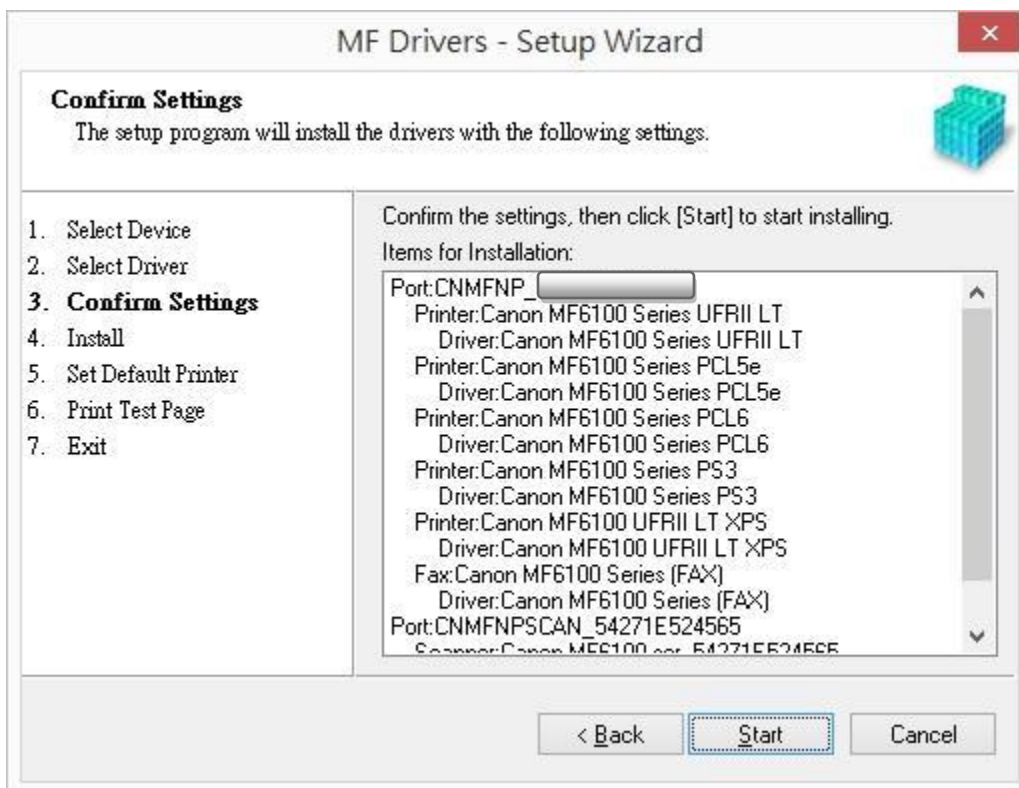 MF Drivers - Setup Wizard
Confirm Settings
The setup program will install the drivers with the following settings.
1. Select Device
2. Select Driver
3. Confirm Settings
4. Install
5. Set Default Printer
6. Print Test Page
7. Exit
Confirm the settings, then click [Start] to start installing.
Items for Installation:
Port:CNMFNP_
Printer:Canon MF6100 Series UFRII LT
Driver:Canon MF6100 Series UFRII LT
Printer:Canon MF6100 Series PCL5e
Driver:Canon MF6100 Series PCL5e
Printer:Canon MF6100 Series PCL6
Driver:Canon MF6100 Series PCL6
Printer:Canon MF6100 Series PS3
Driver:Canon MF6100 Series PS3
Printer:Canon MF6100 UFRII LT XPS
Driver:Canon MF6100 UFRII LT XPS
Fax:Canon MF6100 Series (FAX)
Driver:Canon MF6100 Series (FAX)
Port:CNMFNPSCAN_54271E524565
Scanner:Canon MF6100 ser_54271E524565
< Back
Start
Cancel